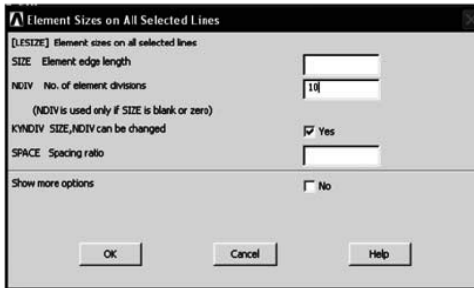 Element Sizes on All Selected Lines
[LESIZE] Element sizes on all selected lines
SIZE Element edge length
NDIV No. of element divisions 10
(NDIV is used only if SIZE is blank or zero)
KYNDIV SIZE,NDIV can be changed Yes
SPACE Spacing ratio
Show more options No
OK Cancel Help